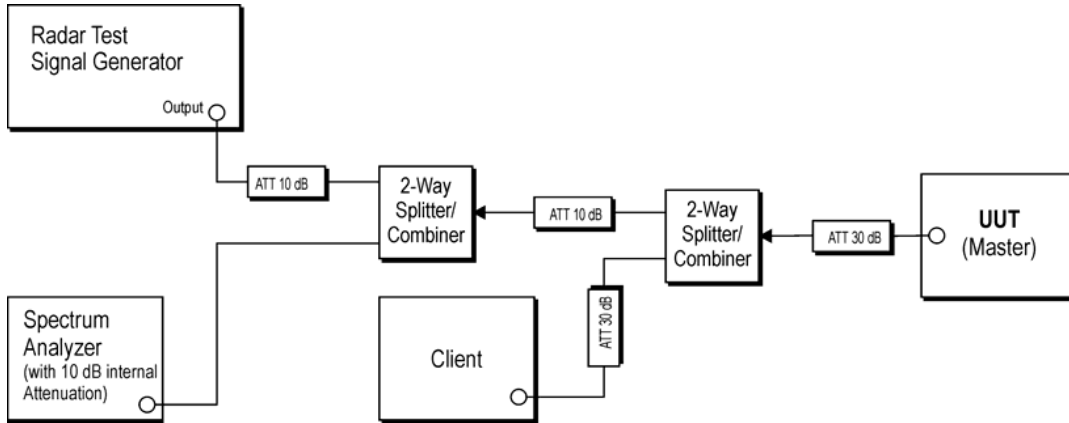 Radar Test
Signal Generator
Output
ATT 10 dB
2-Way
Splitter/
Combiner
ATT 10 dB
2-Way
Splitter/
Combiner
ATT 30 dB
UUT
(Master)
ATT 30 dB
Spectrum
Analyzer
(with 10 dB internal
Attenuation)
Client